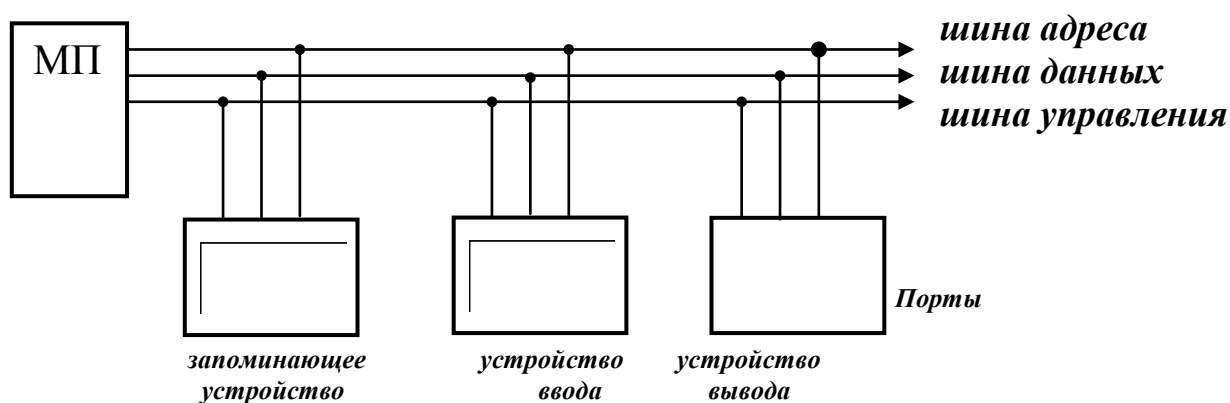 МП
шина адреса
шина данных
шина управления
Порты
запоминающее
устройство
устройство
ввода
устройство
вывода